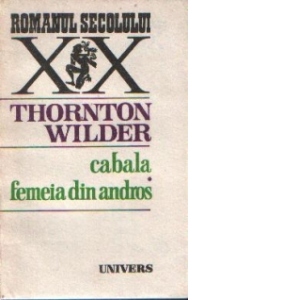 ROMANUL SECOLULUI
XX
THORNTON
WILDER
cabala
femeia din andros
UNIVERS